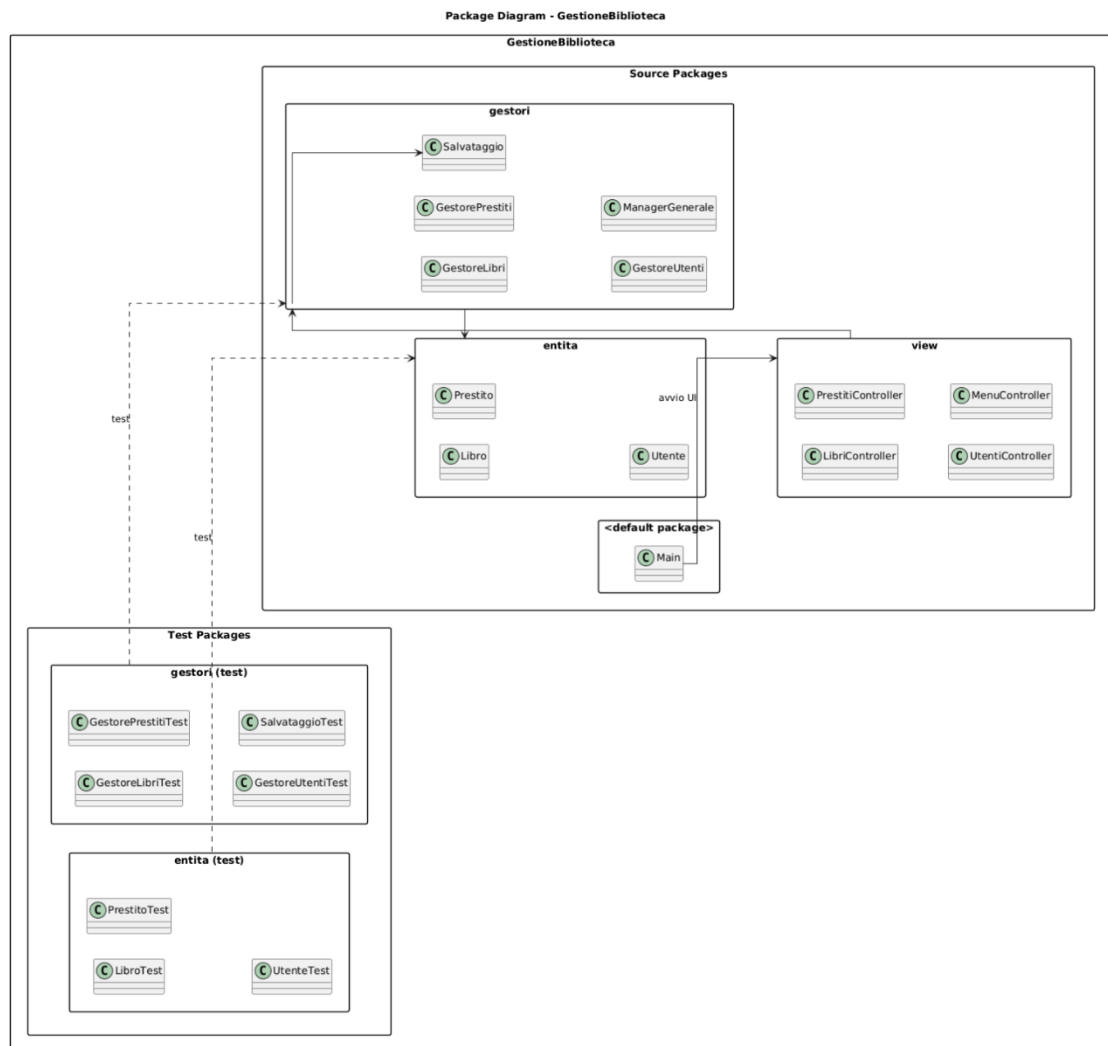 Package Diagram - GestioneBiblioteca
GestioneBiblioteca
Source Packages
gestori
C Salvataggio
C GestorePrestiti
C ManagerGenerale
C GestoreLibri
C GestoreUtenti
entita
C Prestito
C Libro
C Utente
avvio UI
view
C PrestitiController
C MenuController
C LibriController
C UtentiController
<default package>
C Main
test
test
Test Packages
gestori (test)
C GestorePrestitiTest
C SalvataggioTest
C GestoreLibriTest
C GestoreUtentiTest
entita (test)
C PrestitoTest
C LibroTest
C UtenteTest